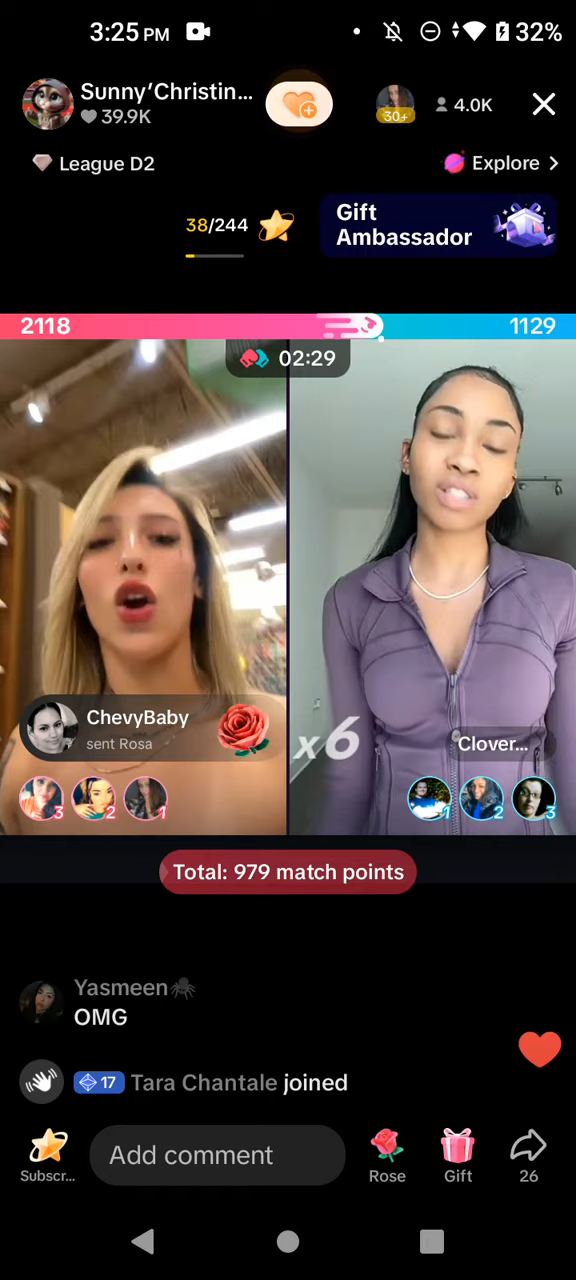 3:25 PM
32%
Sunny'Christin...
39.9K
30+
4.0K
League D2
Explore
38/244
Gift
Ambassador
2118
1129
02:29
ChevyBaby
sent Rosa
x6
Clover...
3
2
1
1
2
3
Total: 979 match points
Yasmeen
OMG
17 Tara Chantale joined
Subscr...
Add comment
Rose
Gift
26